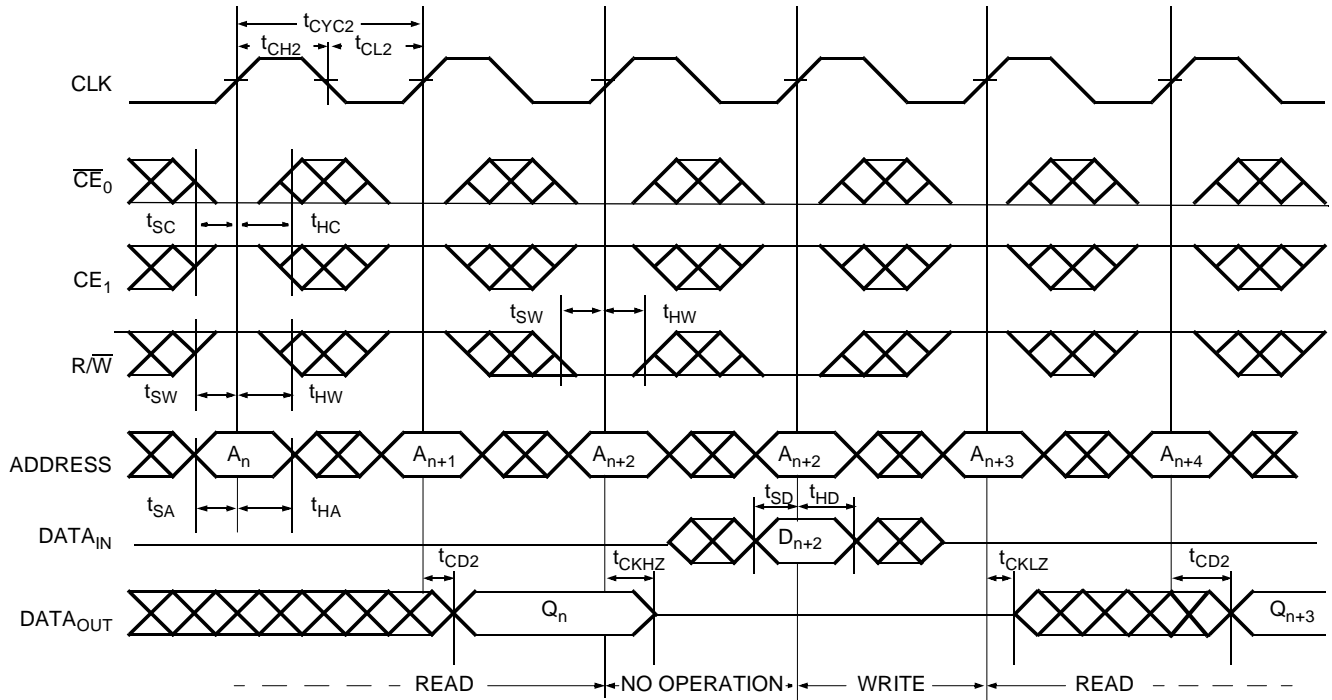 tCYC2
tCH2 tCL2
CLK
CE0
tSC tHC
CE1
tSW tHW
R/W
tSW tHW
ADDRESS An An+1 An+2 An+2 An+3 An+4
tSA tHA tSD tHD
DATAIN Dn+2
tCD2 tCKHZ tCKLZ tCD2
DATAOUT Qn Qn+3
READ NO OPERATION WRITE READ